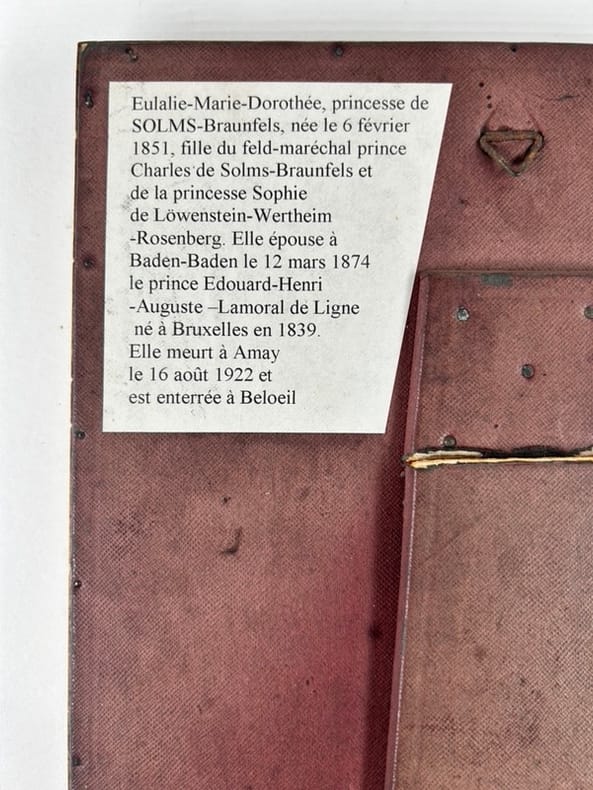 Eulalie-Marie-Dorothée, princesse de
SOLMS-Braunfels, née le 6 février
1851, fille du feld-maréchal prince
Charles de Solms-Braunfels et
de la princesse Sophie
de Löwenstein-Wertheim
-Rosenberg. Elle épouse à
Baden-Baden le 12 mars 1874
le prince Edouard-Henri
-Auguste –Lamoral de Ligne
né à Bruxelles en 1839.
Elle meurt à Amay
le 16 août 1922 et
est enterrée à Beloeil